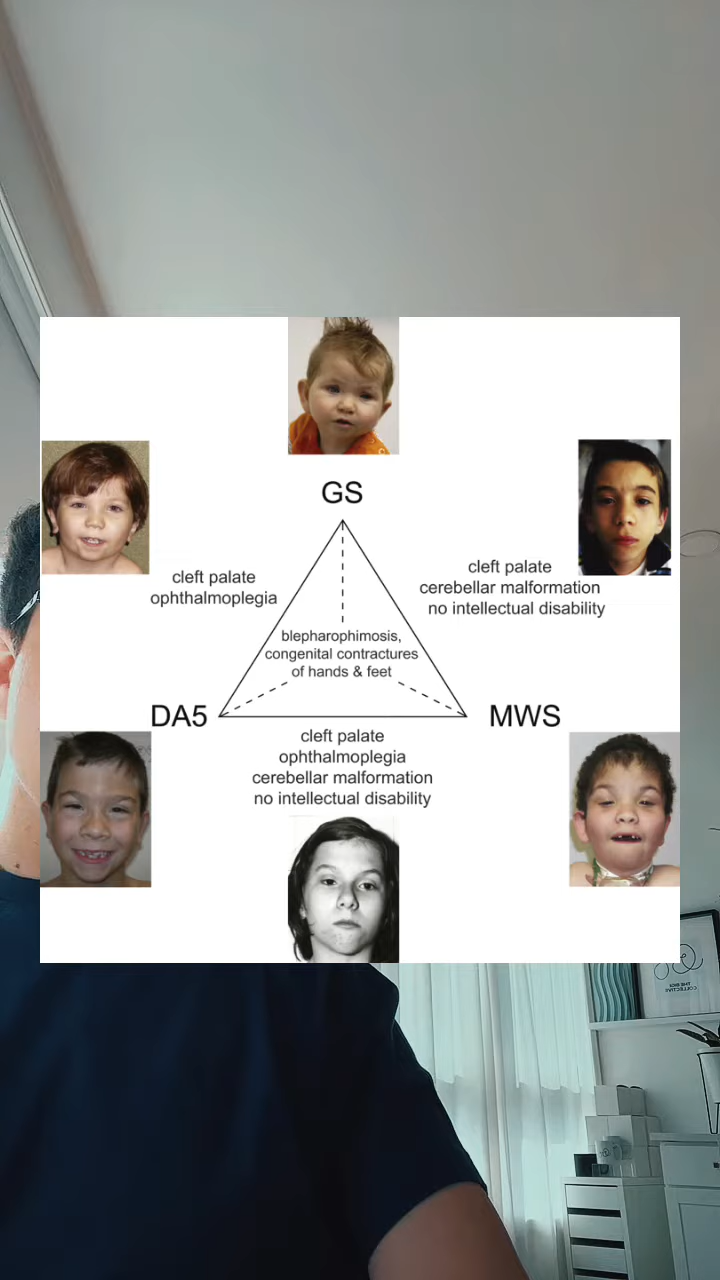 GS
cleft palate
ophthalmoplegia
cleft palate
cerebellar malformation
no intellectual disability
blepharophimosis,
congenital contractures
of hands & feet
DA5
MWS
cleft palate
ophthalmoplegia
cerebellar malformation
no intellectual disability